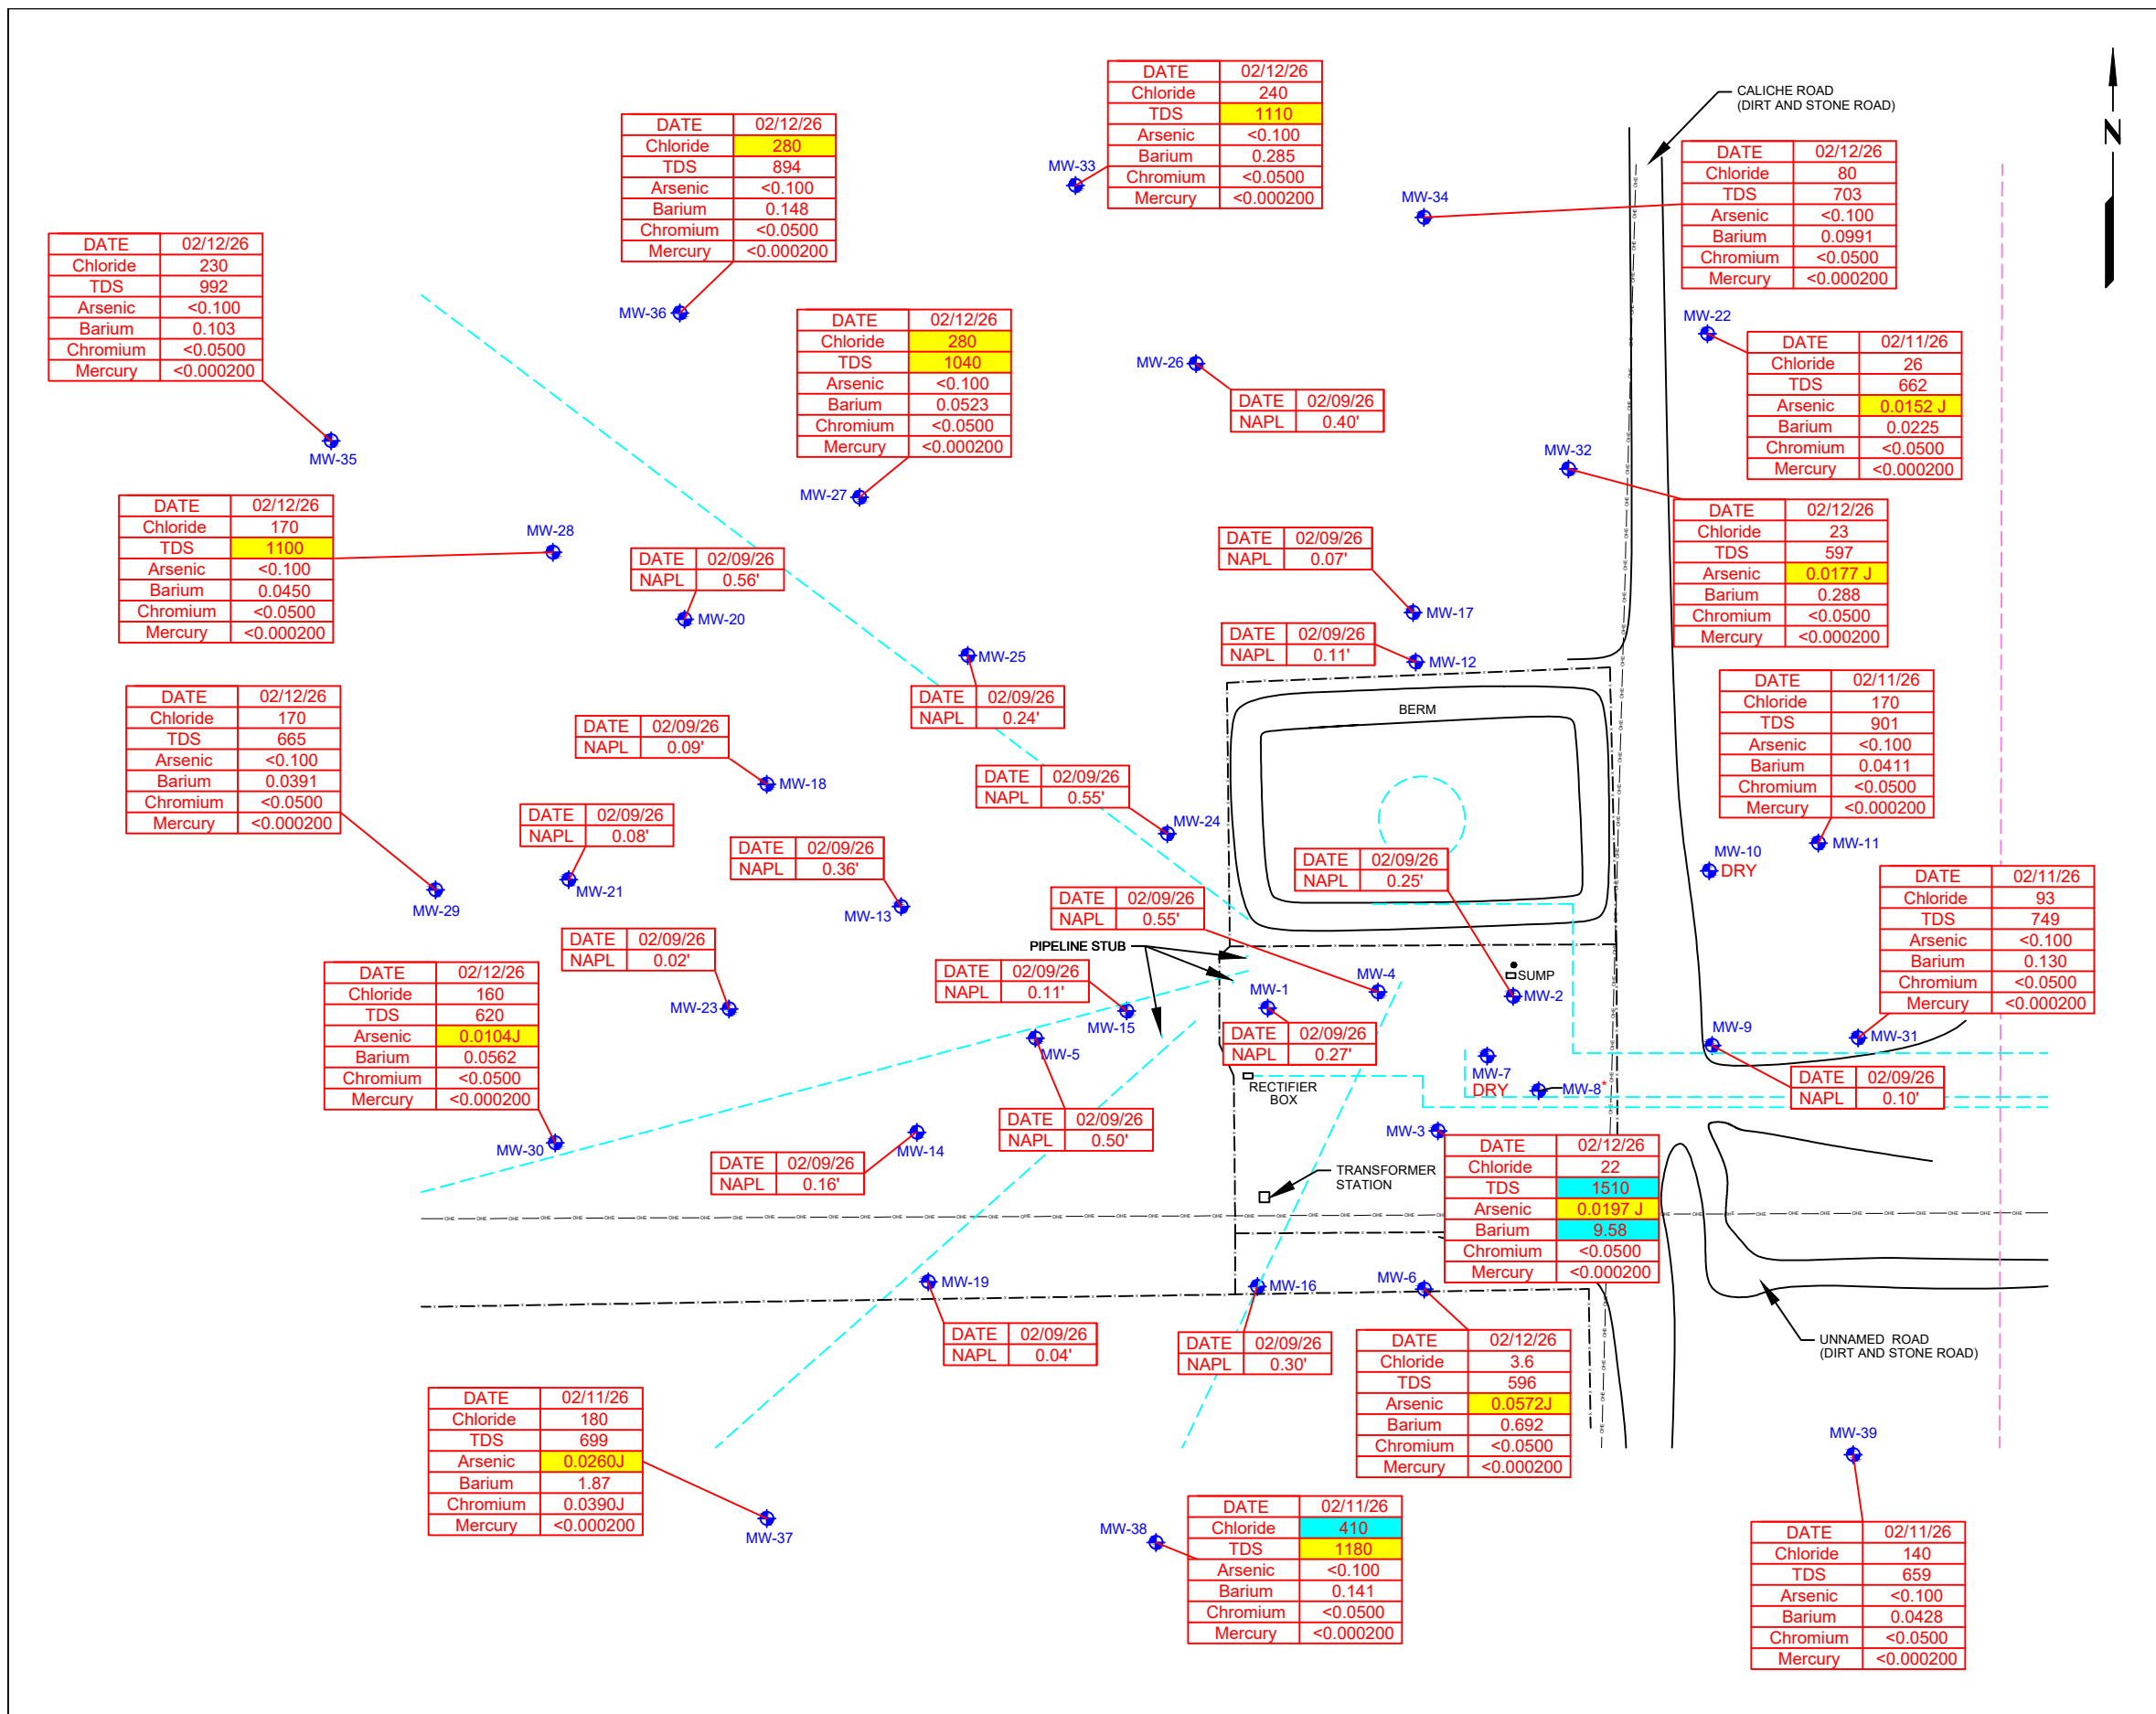 DATE 02/12/26
Chloride 240
TDS 1110
Arsenic <0.100
Barium 0.285
Chromium <0.0500
Mercury <0.000200
MW-33
CALICHE ROAD
(DIRT AND STONE ROAD)
N
DATE 02/12/26
Chloride 280
TDS 894
Arsenic <0.100
Barium 0.148
Chromium <0.0500
Mercury <0.000200
MW-36
MW-34
DATE 02/12/26
Chloride 80
TDS 703
Arsenic <0.100
Barium 0.0991
Chromium <0.0500
Mercury <0.000200
DATE 02/12/26
Chloride 230
TDS 992
Arsenic <0.100
Barium 0.103
Chromium <0.0500
Mercury <0.000200
MW-35
DATE 02/12/26
Chloride 280
TDS 1040
Arsenic <0.100
Barium 0.0523
Chromium <0.0500
Mercury <0.000200
MW-27
MW-26
DATE 02/09/26
NAPL 0.40'
MW-22
DATE 02/11/26
Chloride 26
TDS 662
Arsenic 0.0152 J
Barium 0.0225
Chromium <0.0500
Mercury <0.000200
MW-32
DATE 02/12/26
Chloride 23
TDS 597
Arsenic 0.0177 J
Barium 0.288
Chromium <0.0500
Mercury <0.000200
DATE 02/12/26
Chloride 170
TDS 1100
Arsenic <0.100
Barium 0.0450
Chromium <0.0500
Mercury <0.000200
MW-28
DATE 02/09/26
NAPL 0.56'
MW-20
DATE 02/09/26
NAPL 0.07'
MW-17
DATE 02/09/26
NAPL 0.11'
MW-12
MW-25
DATE 02/09/26
NAPL 0.24'
DATE 02/12/26
Chloride 170
TDS 665
Arsenic <0.100
Barium 0.0391
Chromium <0.0500
Mercury <0.000200
MW-29
DATE 02/09/26
NAPL 0.09'
MW-18
BERM
DATE 02/11/26
Chloride 170
TDS 901
Arsenic <0.100
Barium 0.0411
Chromium <0.0500
Mercury <0.000200
MW-11
DATE 02/09/26
NAPL 0.55'
MW-24
DATE 02/09/26
NAPL 0.08'
MW-21
DATE 02/09/26
NAPL 0.36'
MW-13
DATE 02/09/26
NAPL 0.25'
MW-10
DRY
DATE 02/11/26
Chloride 93
TDS 749
Arsenic <0.100
Barium 0.130
Chromium <0.0500
Mercury <0.000200
MW-31
DATE 02/09/26
NAPL 0.55'
MW-4
PIPELINE STUB
SUMP
MW-2
DATE 02/09/26
NAPL 0.02'
MW-23
DATE 02/09/26
NAPL 0.11'
MW-15
MW-1
DATE 02/09/26
NAPL 0.27'
DATE 02/12/26
Chloride 160
TDS 620
Arsenic 0.0104J
Barium 0.0562
Chromium <0.0500
Mercury <0.000200
MW-30
MW-5
DATE 02/09/26
NAPL 0.50'
MW-9
DATE 02/09/26
NAPL 0.10'
MW-7
DRY
MW-8*
RECTIFIER
BOX
MW-14
DATE 02/09/26
NAPL 0.16'
MW-3
DATE 02/12/26
Chloride 22
TDS 1510
Arsenic 0.0197 J
Barium 9.58
Chromium <0.0500
Mercury <0.000200
TRANSFORMER
STATION
MW-19
DATE 02/09/26
NAPL 0.04'
MW-16
DATE 02/09/26
NAPL 0.30'
MW-6
DATE 02/12/26
Chloride 3.6
TDS 596
Arsenic 0.0572J
Barium 0.692
Chromium <0.0500
Mercury <0.000200
UNNAMED ROAD
(DIRT AND STONE ROAD)
DATE 02/11/26
Chloride 180
TDS 699
Arsenic 0.0260J
Barium 1.87
Chromium 0.0390J
Mercury <0.000200
MW-37
MW-38
DATE 02/11/26
Chloride 410
TDS 1180
Arsenic <0.100
Barium 0.141
Chromium <0.0500
Mercury <0.000200
MW-39
DATE 02/11/26
Chloride 140
TDS 659
Arsenic <0.100
Barium 0.0428
Chromium <0.0500
Mercury <0.000200